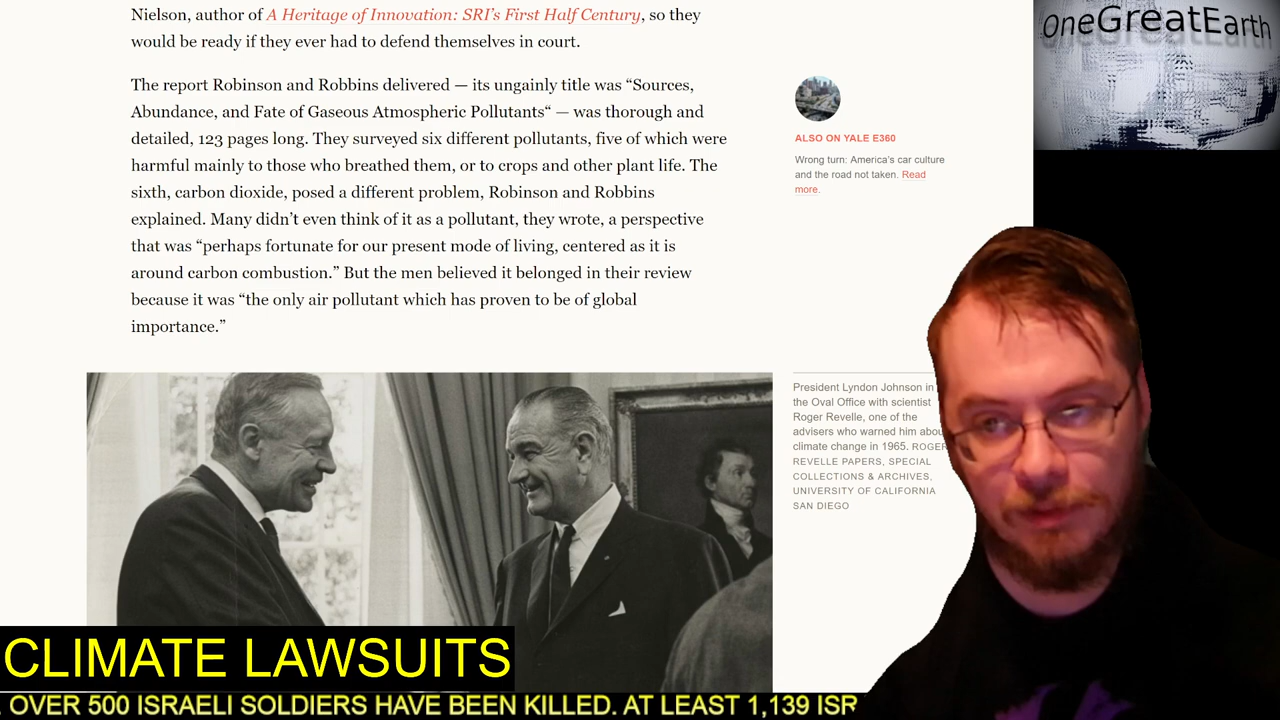 Nielson, author of A Heritage of Innovation: SRI’s First Half Century, so they
would be ready if they ever had to defend themselves in court.
The report Robinson and Robbins delivered — its ungainly title was “Sources,
Abundance, and Fate of Gaseous Atmospheric Pollutants“ — was thorough and
detailed, 123 pages long. They surveyed six different pollutants, five of which were
harmful mainly to those who breathed them, or to crops and other plant life. The
sixth, carbon dioxide, posed a different problem, Robinson and Robbins
explained. Many didn’t even think of it as a pollutant, they wrote, a perspective
that was “perhaps fortunate for our present mode of living, centered as it is
around carbon combustion.” But the men believed it belonged in their review
because it was “the only air pollutant which has proven to be of global
importance.”
ALSO ON YALE E360
Wrong turn: America’s car culture
and the road not taken. Read
more.
OneGreatEarth
President Lyndon Johnson in
the Oval Office with scientist
Roger Revelle, one of the
advisers who warned him abou
climate change in 1965. ROGER
REVELLE PAPERS, SPECIAL
COLLECTIONS & ARCHIVES,
UNIVERSITY OF CALIFORNIA
SAN DIEGO
CLIMATE LAWSUITS
. OVER 500 ISRAELI SOLDIERS HAVE BEEN KILLED. AT LEAST 1,139 ISR